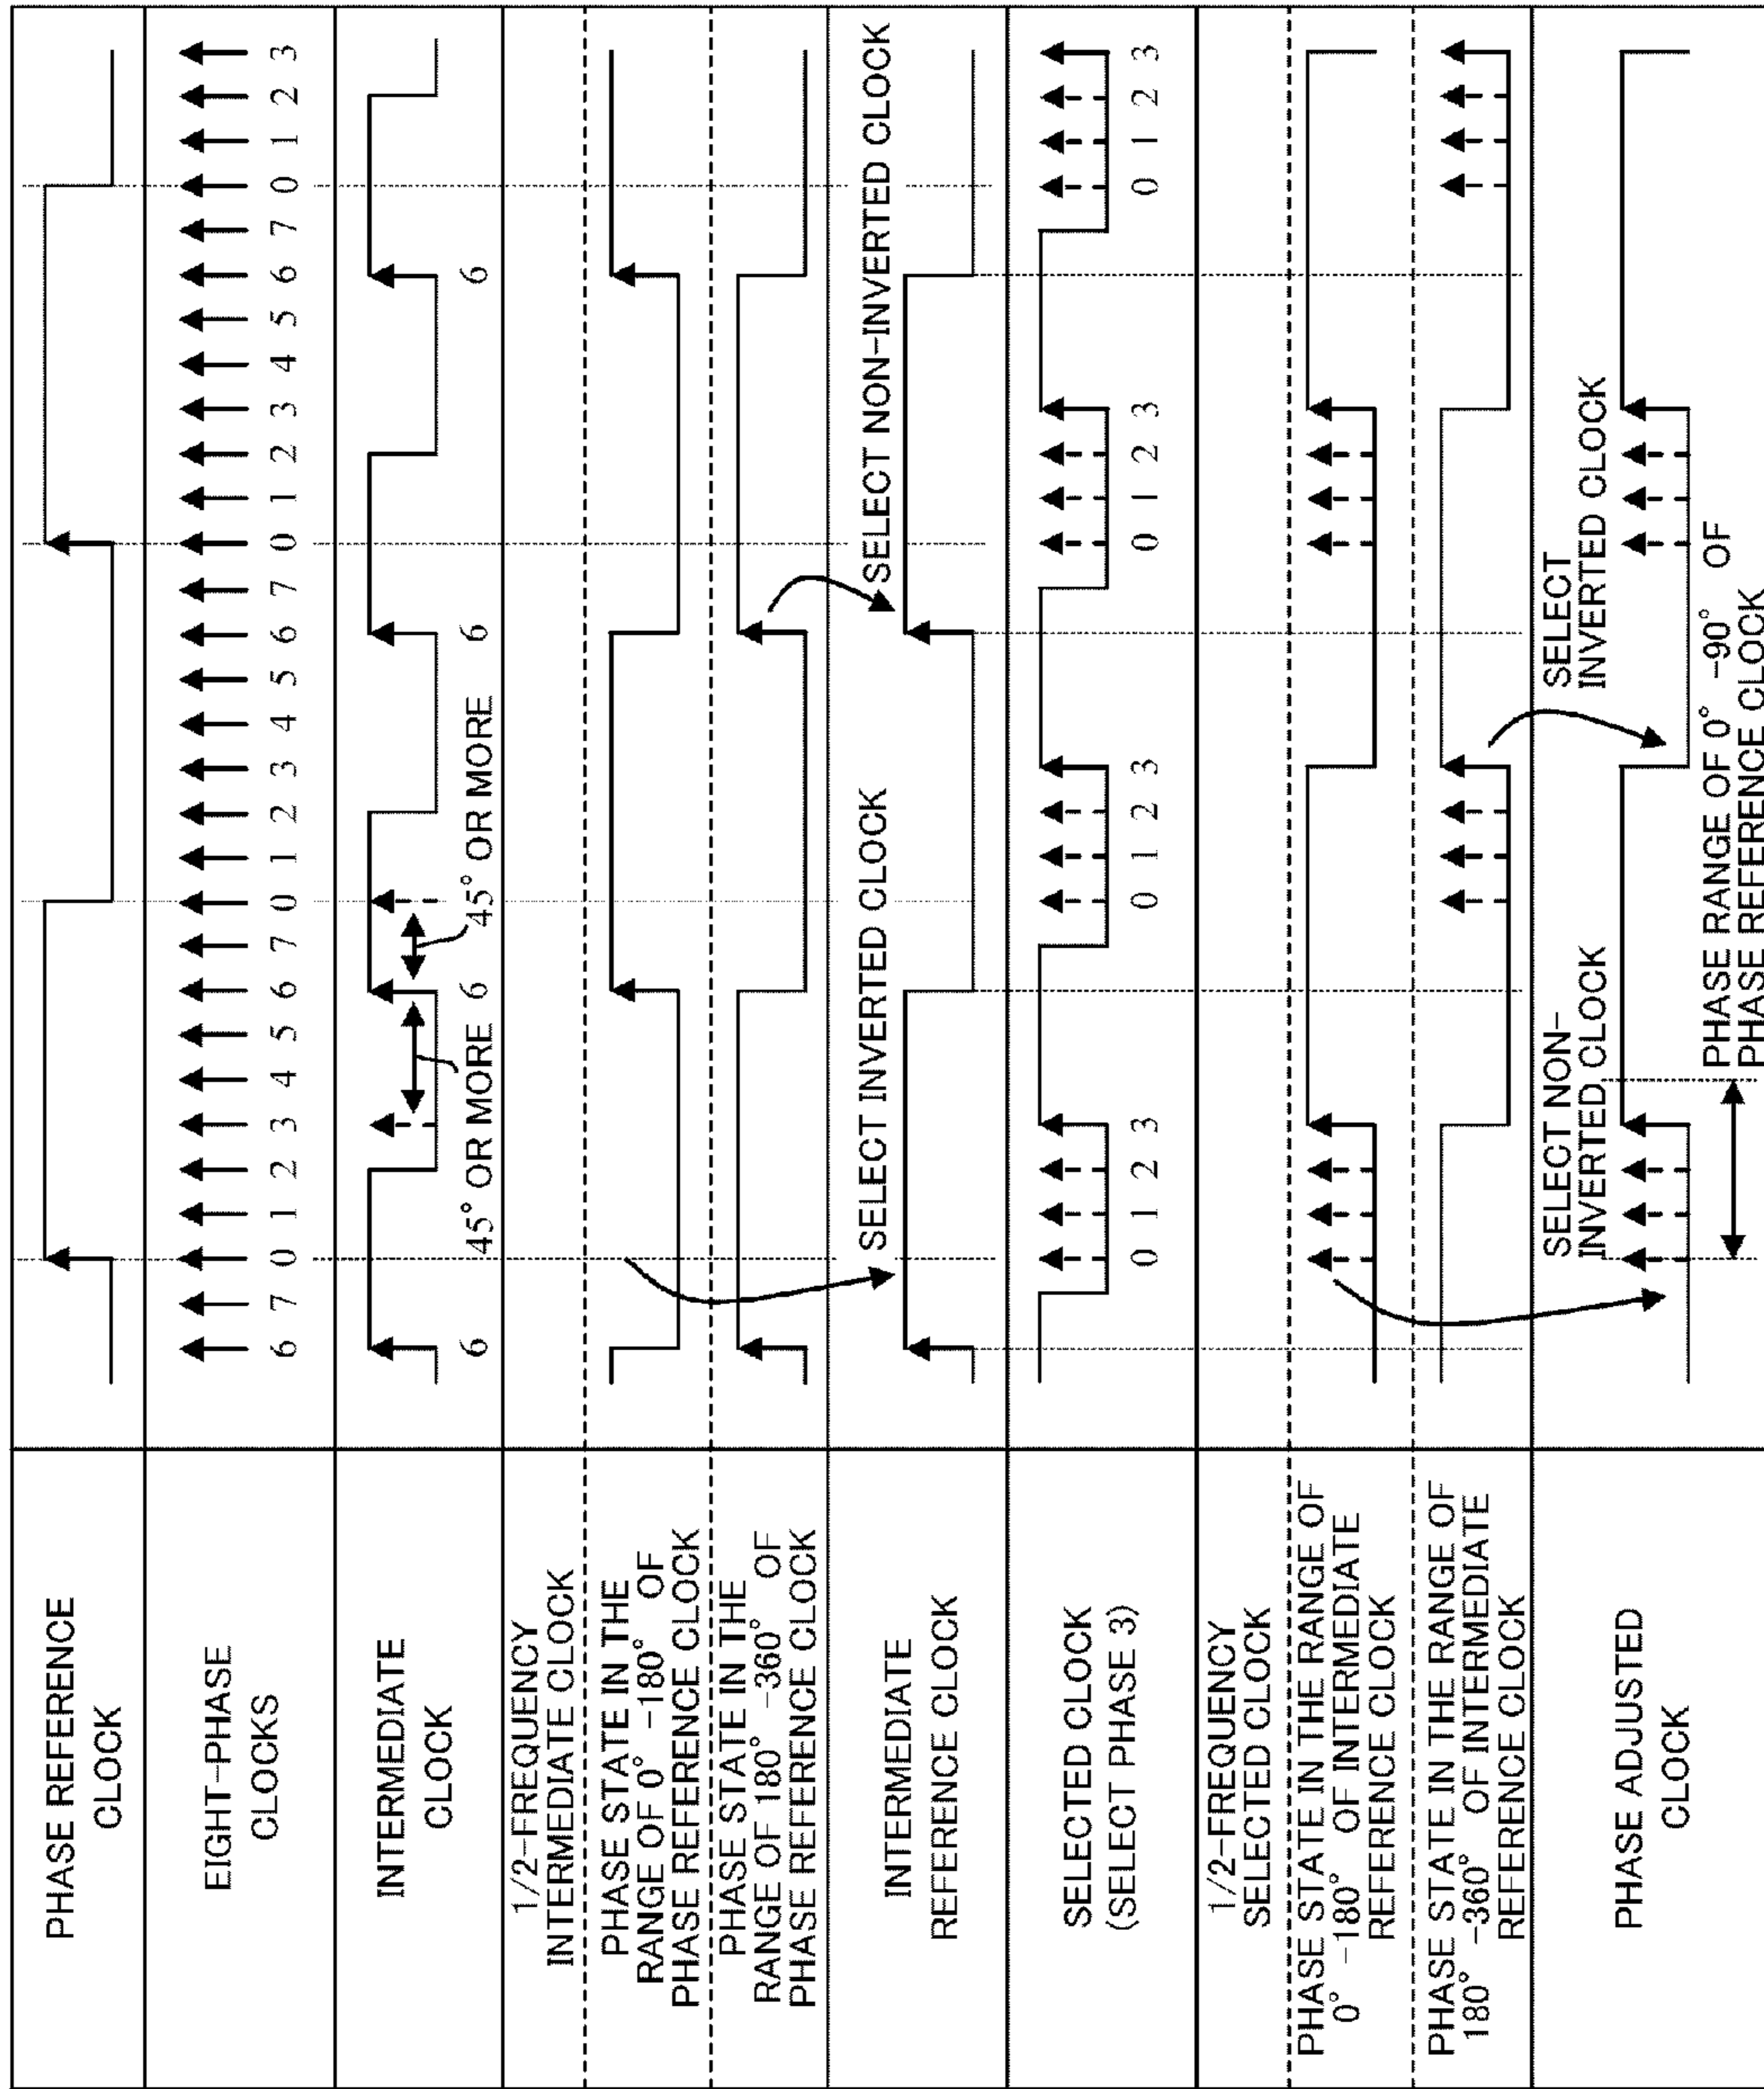 PHASE REFERENCE
CLOCK
EIGHT-PHASE
CLOCKS
6 7 0 1 2 3 4 5 6 7 0 1 2 3 4 5 6 7 0 1 2 3 4 5 6 7 0 1 2 3
INTERMEDIATE
CLOCK
6 45° OR MORE 6 45° OR MORE 6 6
1/2-FREQUENCY
INTERMEDIATE CLOCK
PHASE STATE IN THE
RANGE OF 0° -180° OF
PHASE REFERENCE CLOCK
PHASE STATE IN THE
RANGE OF 180° -360° OF
PHASE REFERENCE CLOCK
INTERMEDIATE
REFERENCE CLOCK
SELECT INVERTED CLOCK
SELECT NON-INVERTED CLOCK
SELECTED CLOCK
(SELECT PHASE 3)
0 1 2 3 0 1 2 3 0 1 2 3 0 1 2 3
1/2-FREQUENCY
SELECTED CLOCK
PHASE STATE IN THE RANGE OF
0° -180° OF INTERMEDIATE
REFERENCE CLOCK
PHASE STATE IN THE RANGE OF
180° -360° OF INTERMEDIATE
REFERENCE CLOCK
PHASE ADJUSTED
CLOCK
SELECT NON-
INVERTED CLOCK
SELECT
INVERTED CLOCK
PHASE RANGE OF 0° -90° OF
PHASE REFERENCE CLOCK